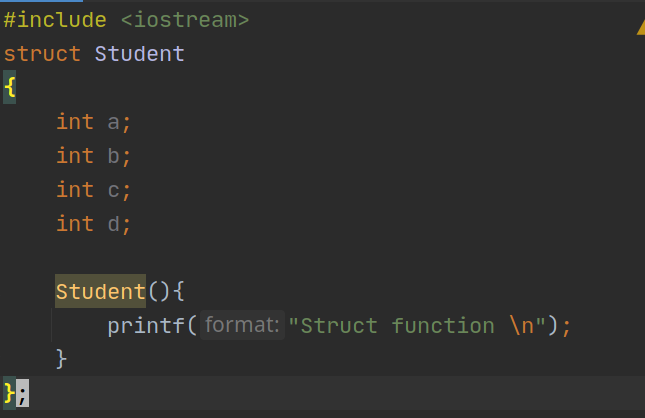 #include <iostream>
struct Student
{
    int a;
    int b;
    int c;
    int d;

    Student(){
        printf( format: "Struct function \n");
    }
};